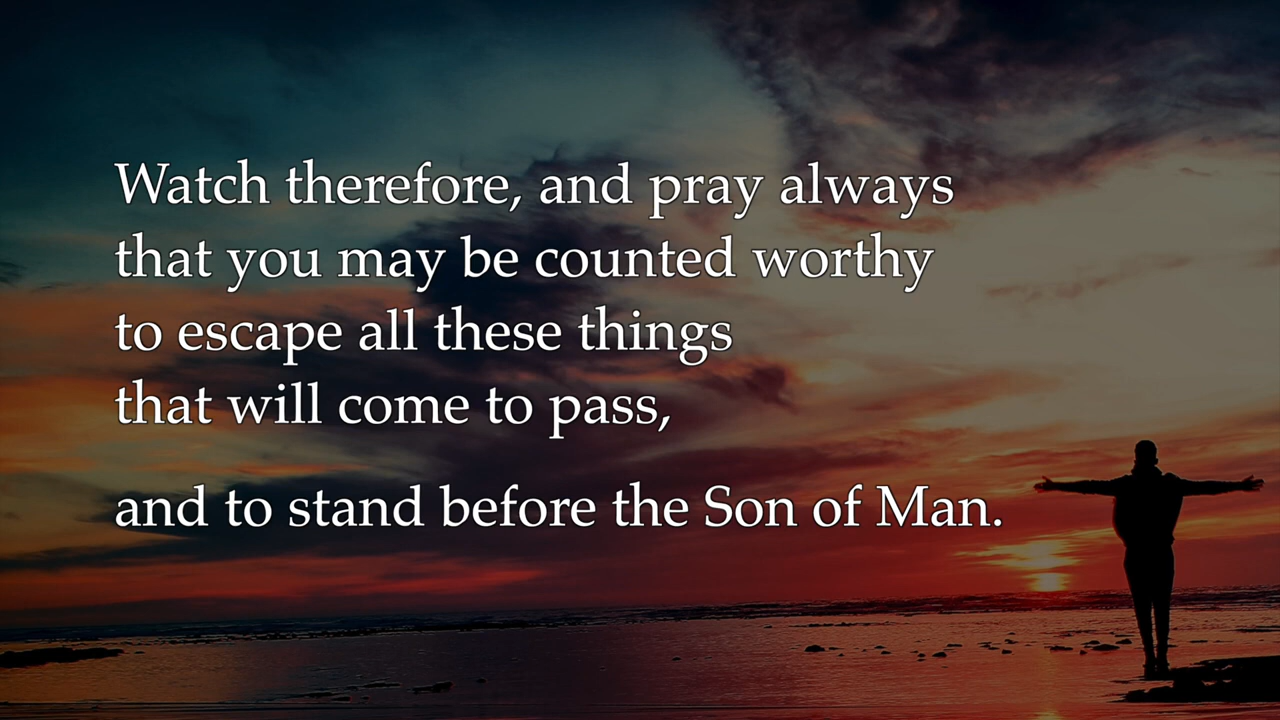 Watch therefore, and pray always
that you may be counted worthy
to escape all these things
that will come to pass,
and to stand before the Son of Man.